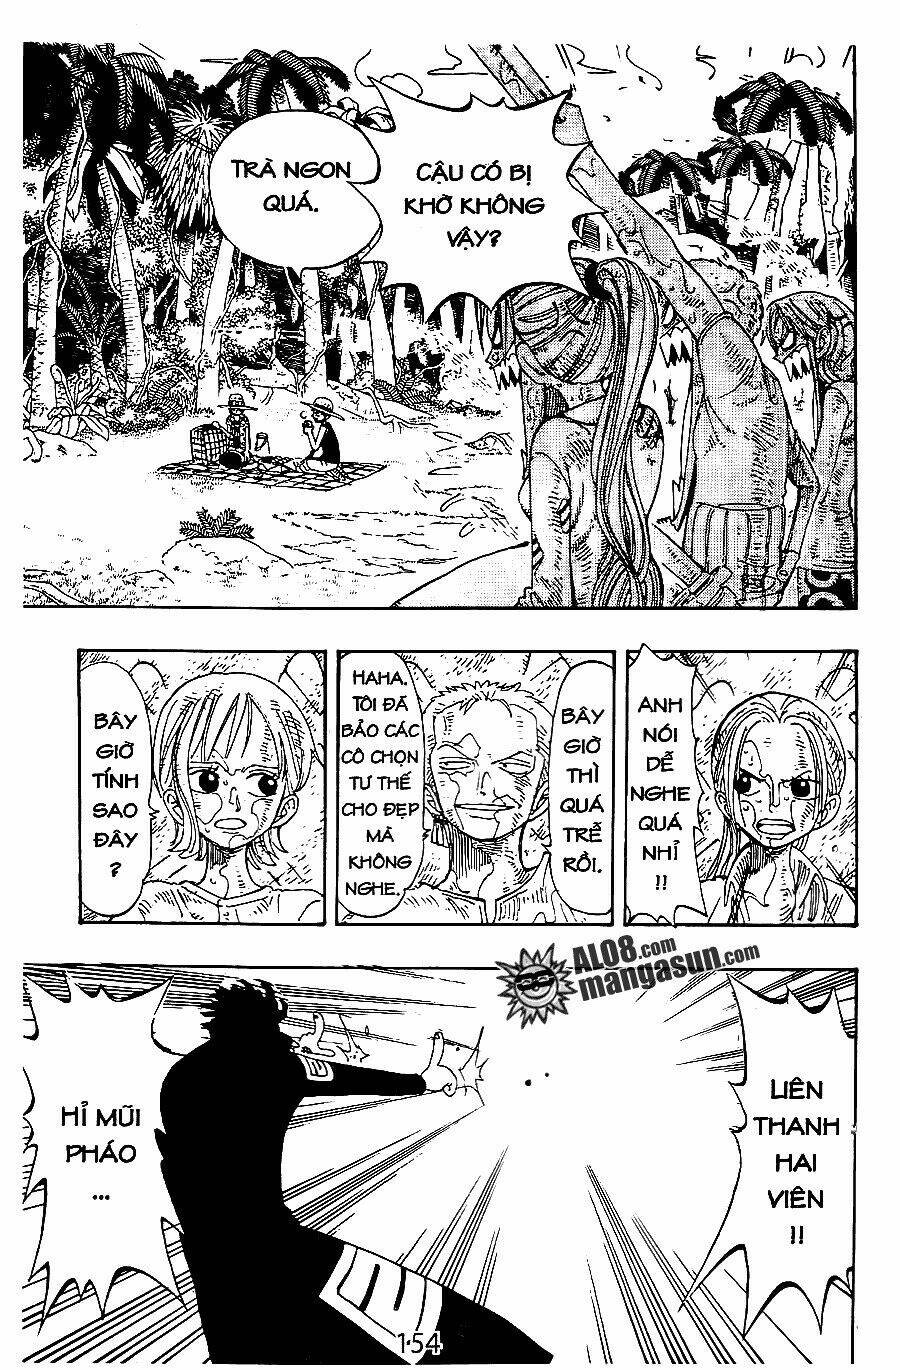 CẬU CÓ BỊ
KHỜ KHÔNG
VẬY?
TRÀ NGON
QUÁ.
ANH
NÓI
DỄ
NGHE
QUÁ
NHỈ
!!
BÂY
GIỜ
THÌ
QUÁ
TRỄ
RỒI.
HAHA.
TÔI ĐÃ
BẢO CÁC
CÔ CHỌN
TƯ THẾ
CHO ĐẸP
MÀ
KHÔNG
NGHE.
BÂY
GIỜ
TÍNH
SAO
ĐÂY
?
AL08.com
mangasun.com
LIÊN
THANH
HAI
VIÊN
!!
HỈ MŨI
PHÁO
...
154